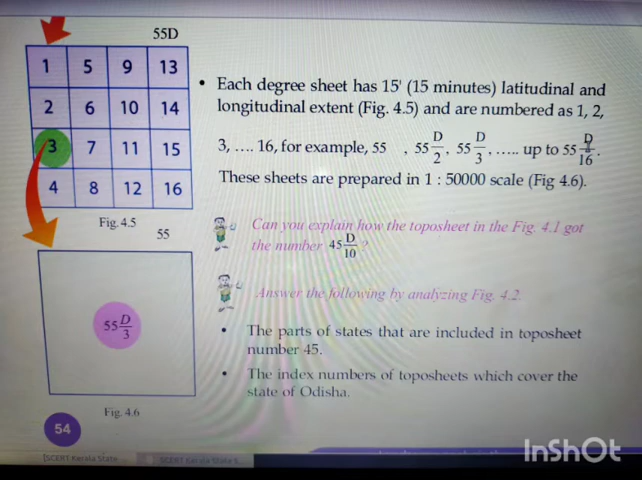 55D
1 5 9 13
2 6 10 14
3 7 11 15
4 8 12 16
Fig. 4.5
55
55 D/3
Fig. 4.6
54
• Each degree sheet has 15' (15 minutes) latitudinal and
longitudinal extent (Fig. 4.5) and are numbered as 1, 2,
3, .... 16, for example, 55 , 55 D/2, 55 D/3, ..... up to 55 D/16.
These sheets are prepared in 1 : 50000 scale (Fig 4.6).
Can you explain how the toposheet in the Fig. 4.1 got
the number 45 D/10 ?
Answer the following by analyzing Fig. 4.2.
• The parts of states that are included in toposheet
number 45.
• The index numbers of toposheets which cover the
state of Odisha.
[SCERT Kerala State
SCERT Kerala State
InShOt